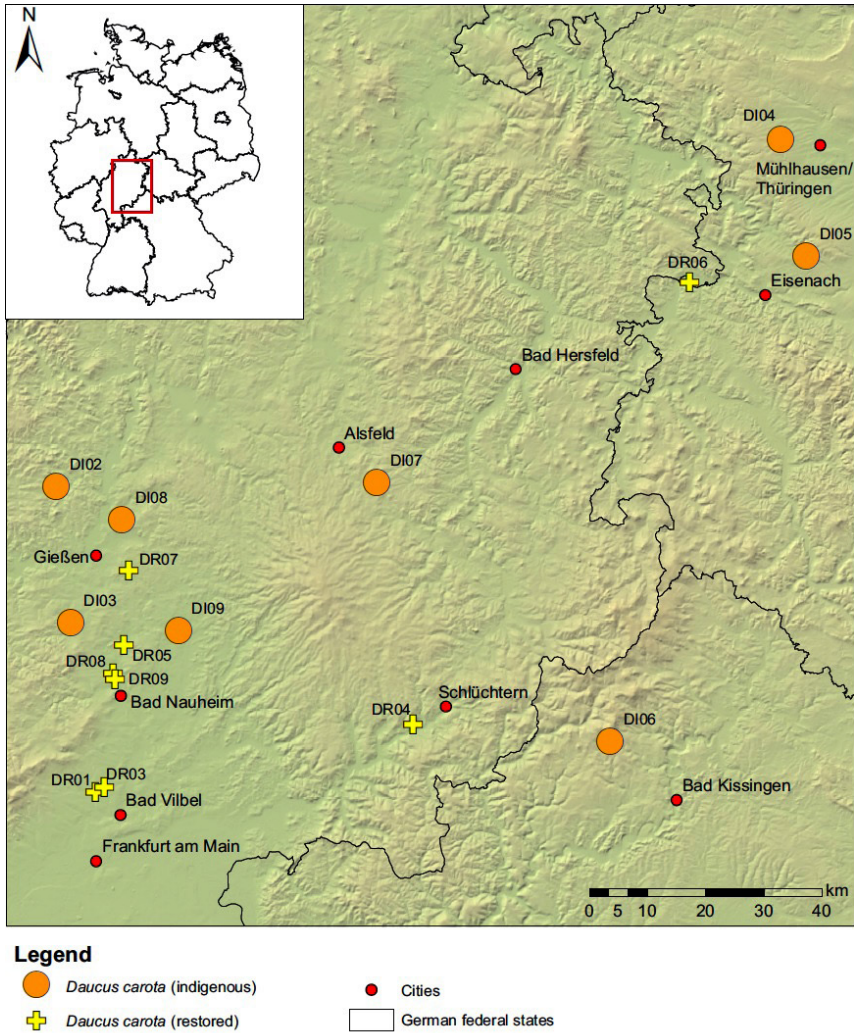 N
DI04
Mühlhausen/
Thüringen
DI05
DR06
Eisenach
Bad Hersfeld
Alsfeld
DI02
DI07
DI08
Gießen
DR07
DI03
DI09
DR05
DR08
DR09
Bad Nauheim
Schlüchtern
DR04
DI06
DR01
DR03
Bad Vilbel
Bad Kissingen
Frankfurt am Main
km
0 5 10 20 30 40
Legend
Daucus carota (indigenous)
Cities
Daucus carota (restored)
German federal states